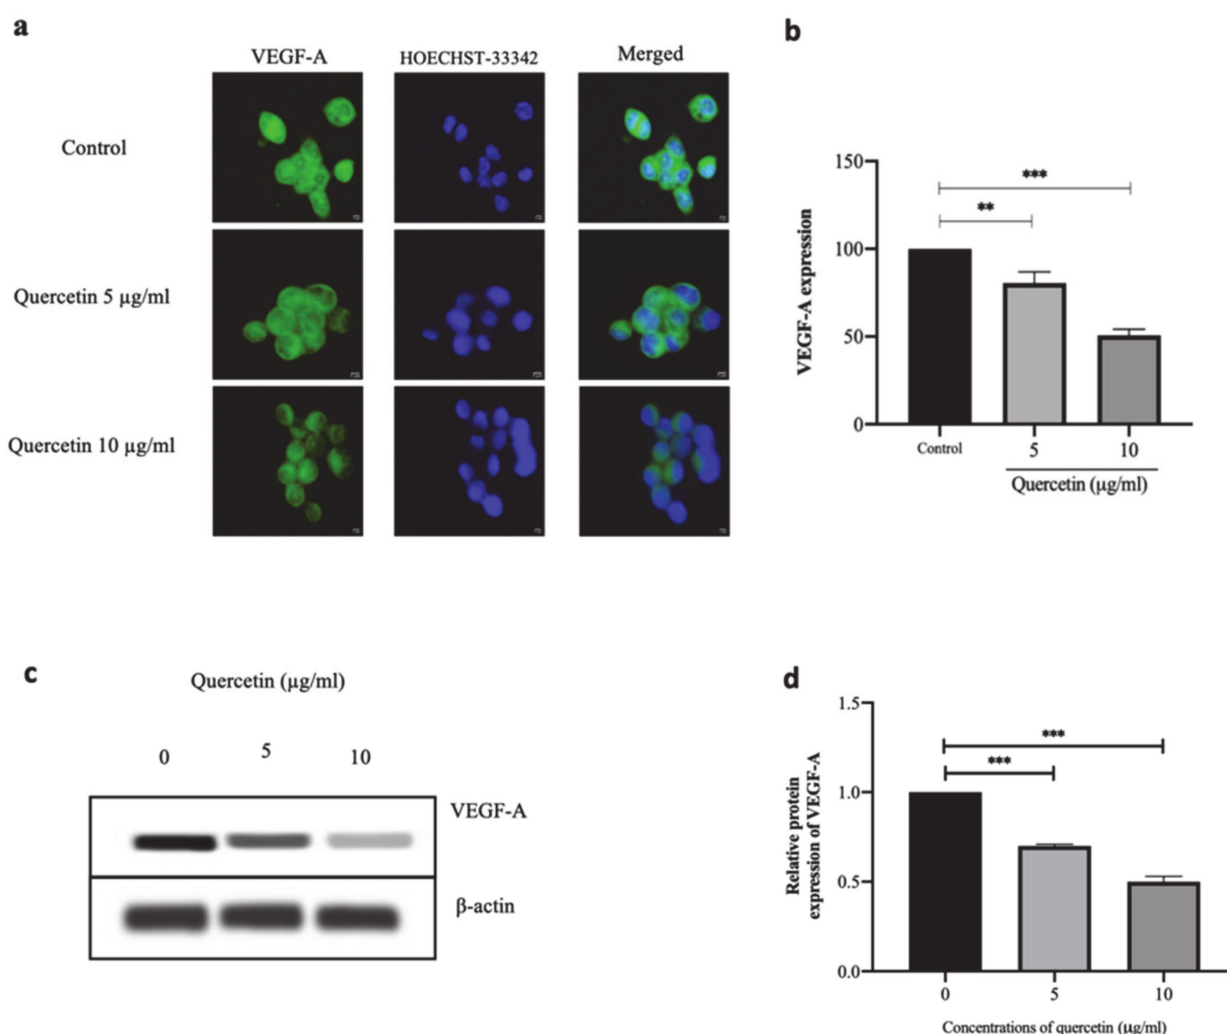 a
VEGF-A HOECHST-33342 Merged
Control
Quercetin 5 µg/ml
Quercetin 10 µg/ml
b
VEGF-A expression
150
100
50
0
***
**
Control 5 10
Quercetin (µg/ml)
c
Quercetin (µg/ml)
0 5 10
VEGF-A
β-actin
d
Relative protein
expression of VEGF-A
1.5
1.0
0.5
0.0
***
***
0 5 10
Concentrations of quercetin (µg/ml)